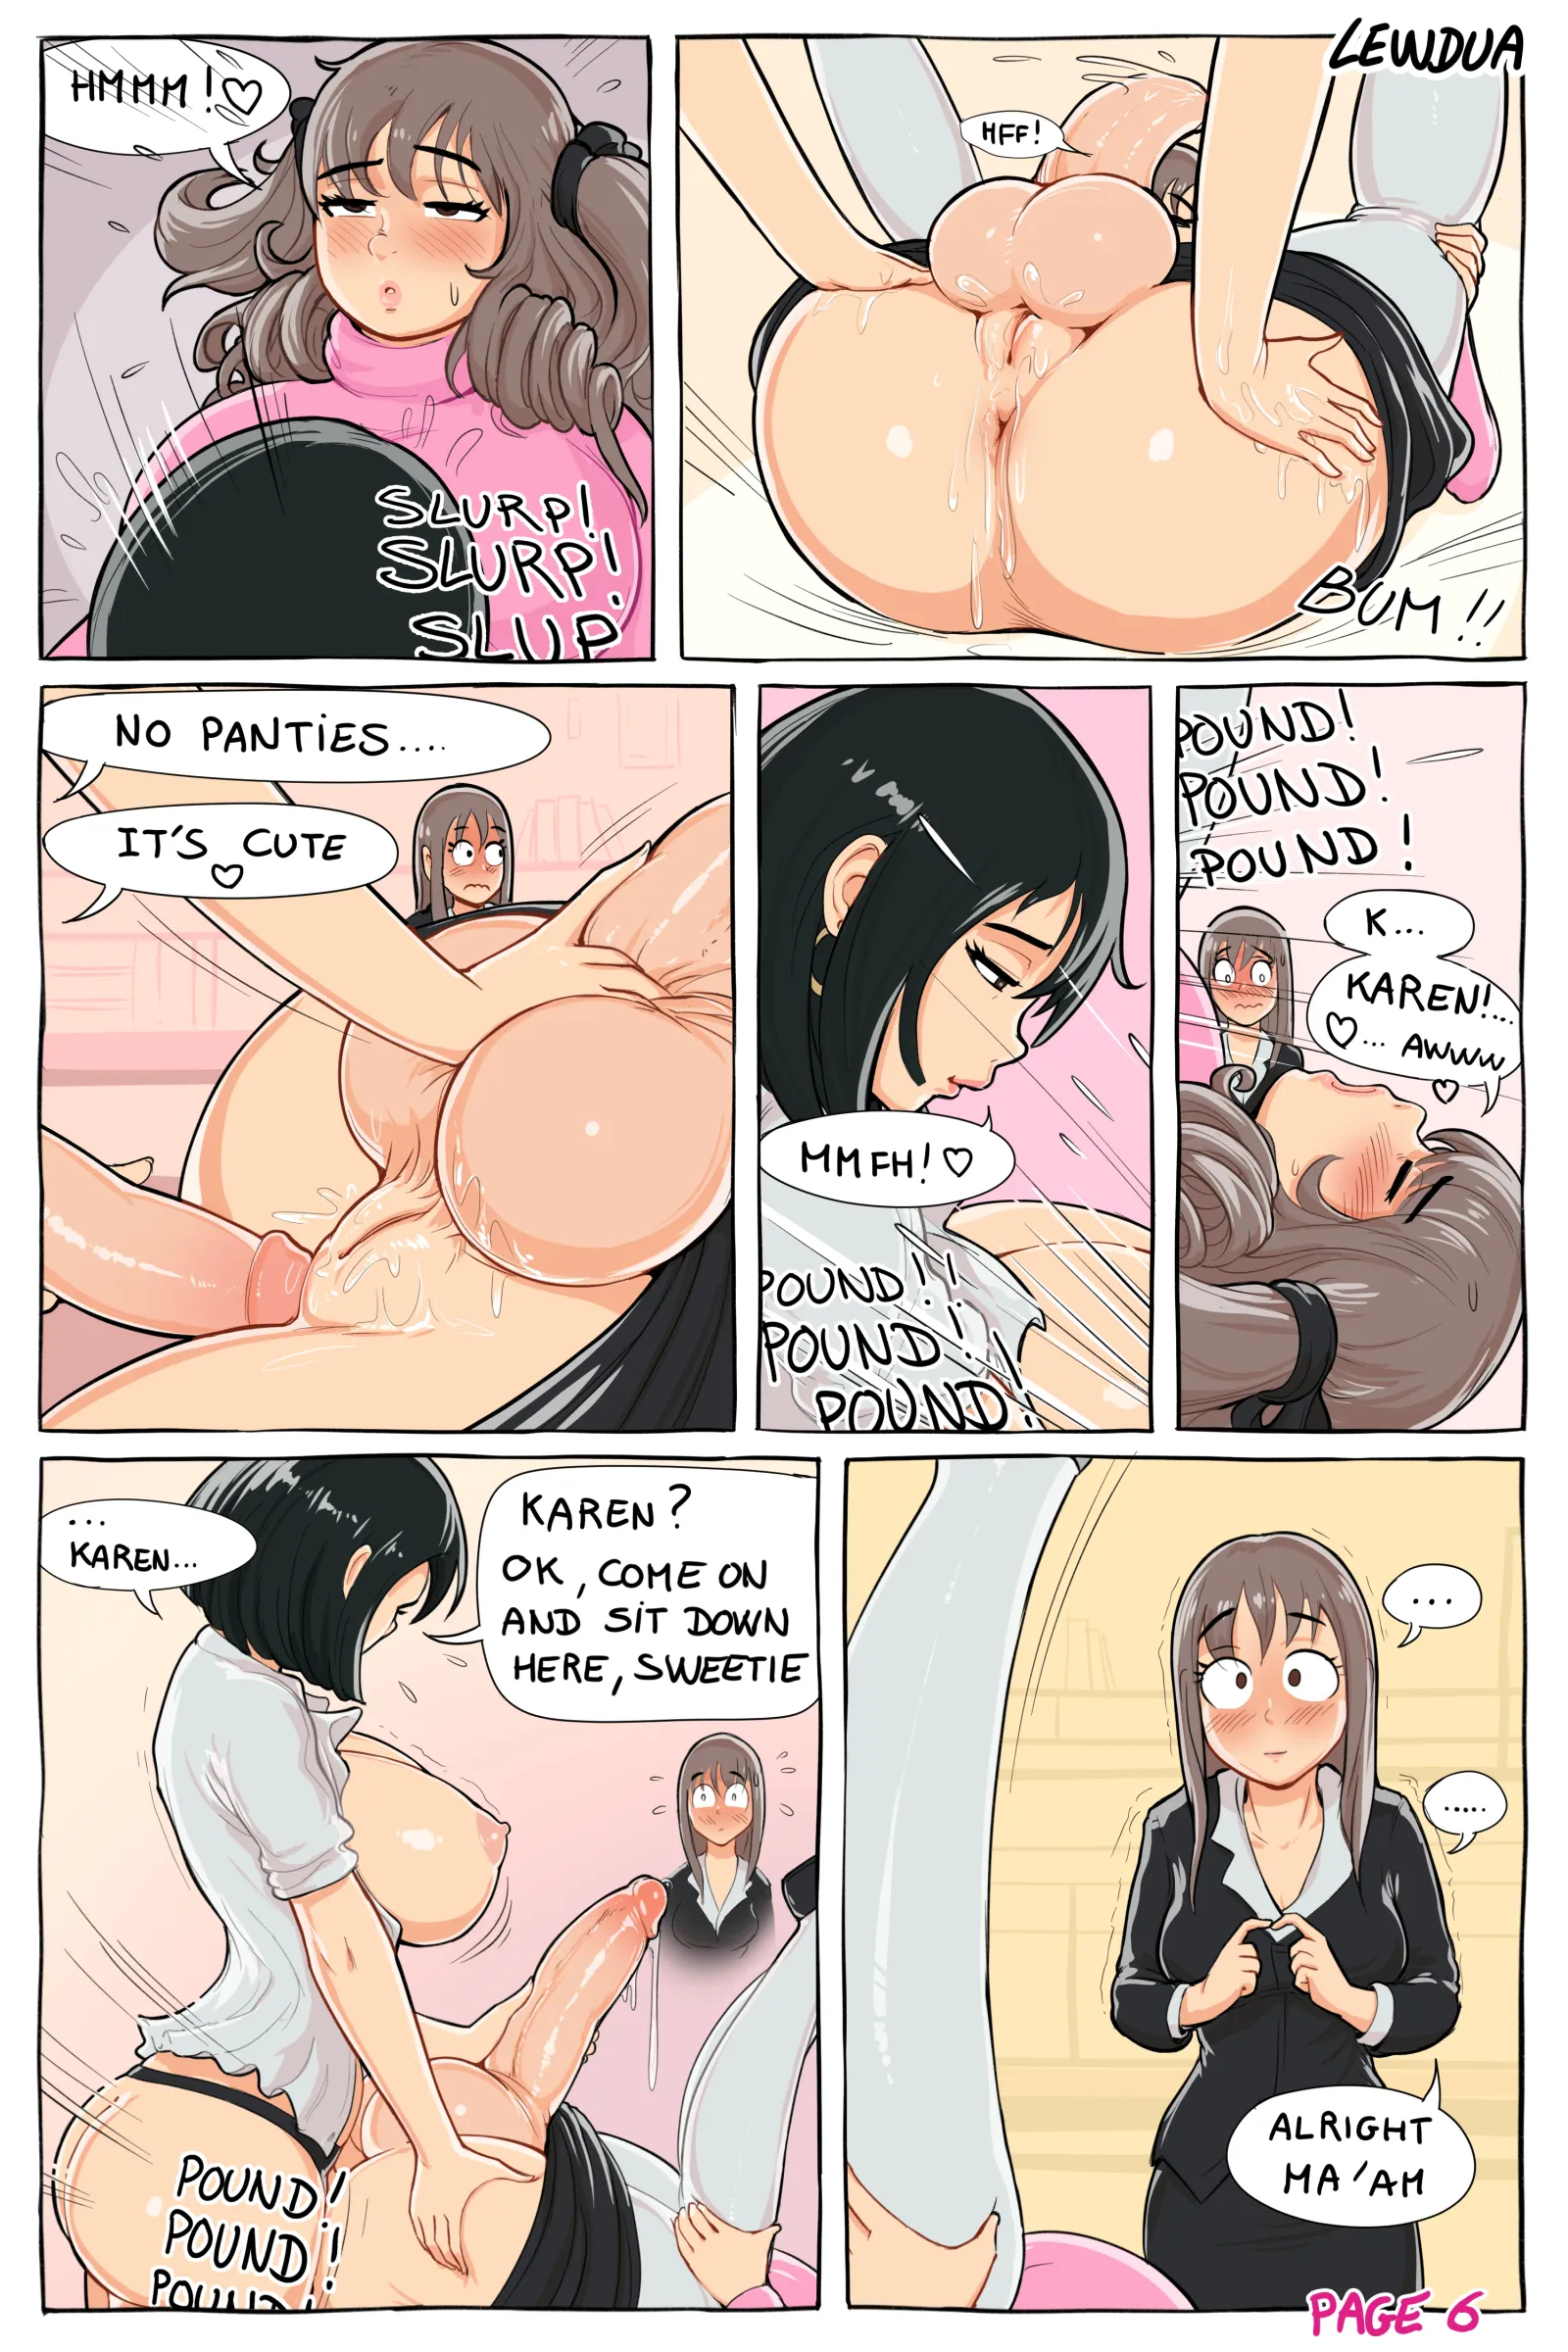 HMMM!♡
SLURP!
SLURP!
SLUP
LEWDUA
HFF!
BUM!!
NO PANTIES....
IT'S CUTE
♡
MMFH!♡
POUND!!
POUND!
POUND!
POUND!
POUND!
POUND!
K...
KAREN!...
♡... AWWW
♡
...
KAREN...
KAREN?
OK, COME ON
AND SIT DOWN
HERE, SWEETIE
POUND!
POUND!
POUND!
...
.....
ALRIGHT
MA'AM
PAGE 6